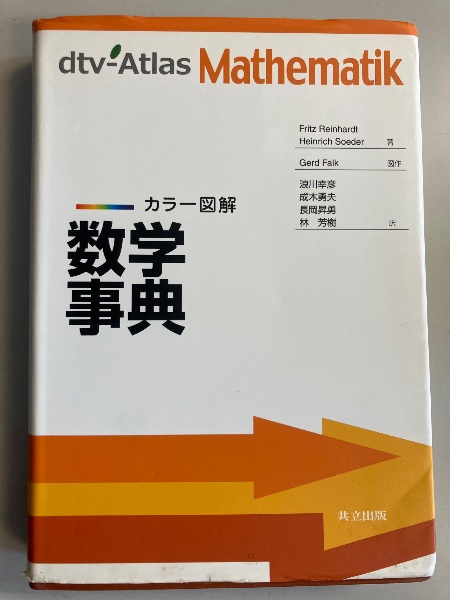 dtv-Atlas Mathematik
Fritz Reinhardt
Heinrich Soeder 著
Gerd Falk 図作
浪川幸彦
成木勇夫
長岡昇勇
林 芳樹 訳
カラー図解
数学
事典
共立出版